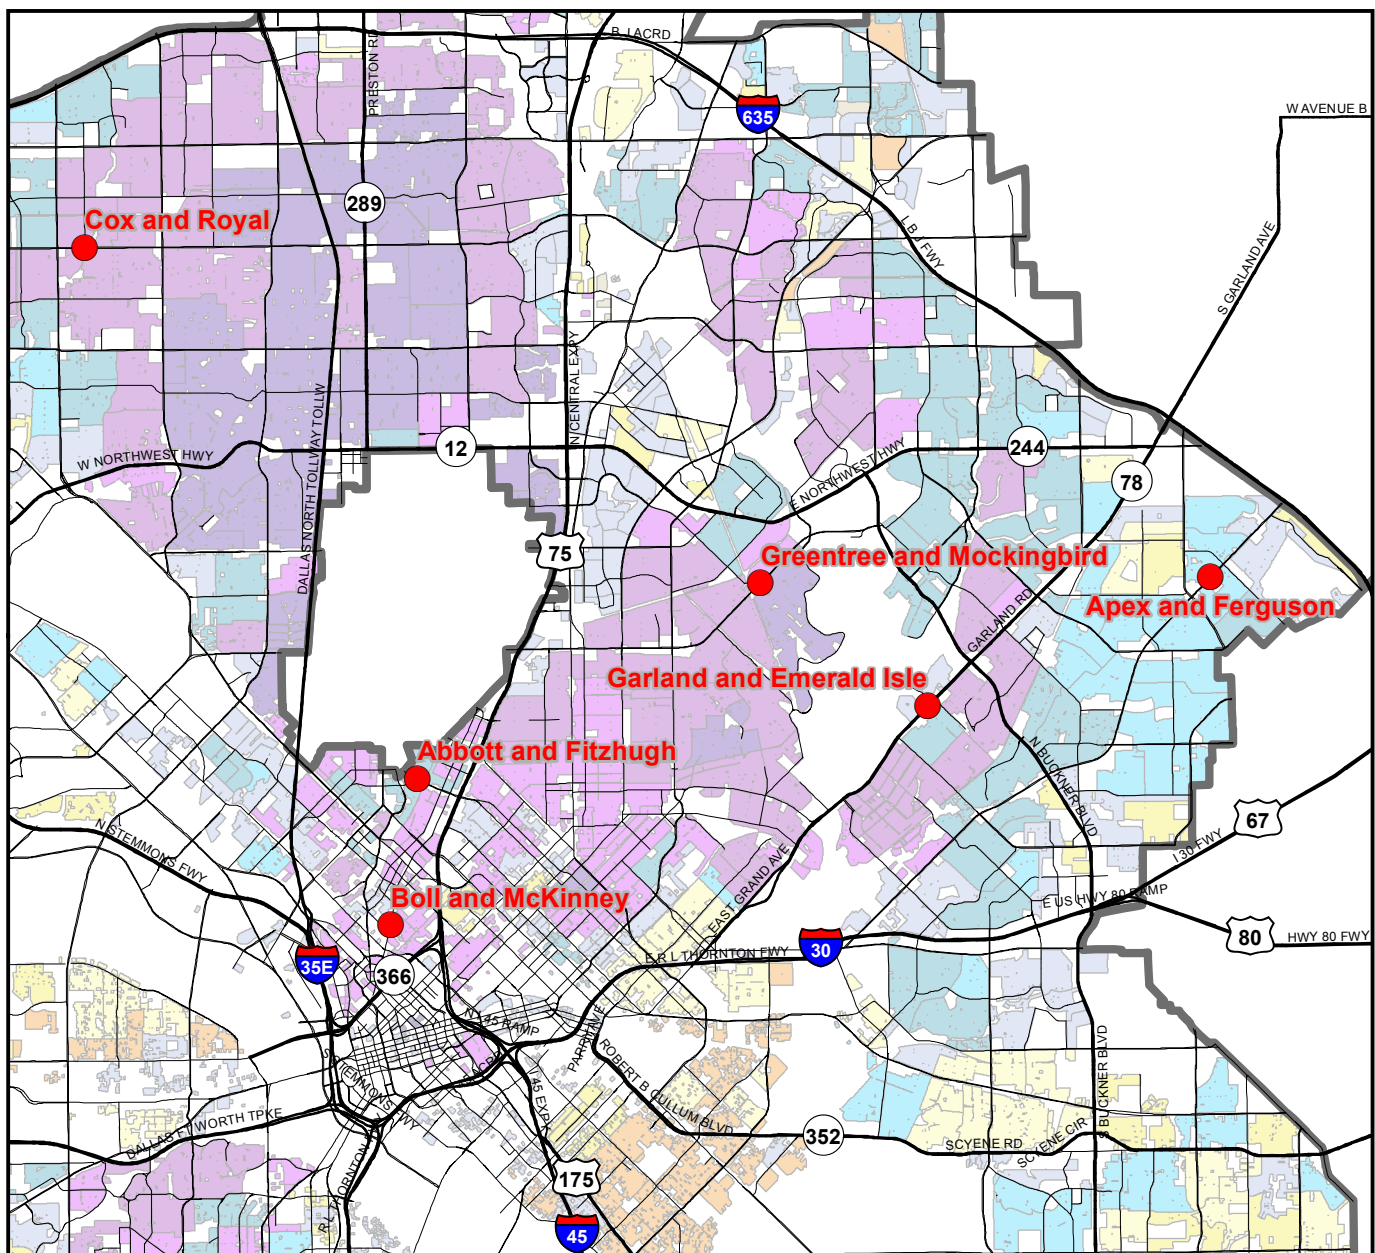 B LACRD
PRESTON RD
635
W AVENUE B
289
Cox and Royal
L B J FWY
S GARLAND AVE
N CENTRAL EXPY
DALLAS NORTH TOLLWAY TOLLW
W NORTHWEST HWY
12
E NORTHWEST HWY
244
78
75
Greentree and Mockingbird
Apex and Ferguson
GARLAND RD
Garland and Emerald Isle
Abbott and Fitzhugh
N BUCKNER BLVD
67
I 30 FWY
N STEMMONS FWY
EAST GRAND AVE
Boll and McKinney
E US HWY 80 RAMP
80
HWY 80 FWY
30
E R L THORNTON FWY
35E
366
N I 45 RAMP
PARRY AVE
ROBERT B CULLUM BLVD
S STEMMONS FWY
I 45 EXPY
DALLAS FT WORTH TPKE
S BUCKNER BLVD
352
SCYENE RD
SCYENE CIR
R L THORNTON
175
45